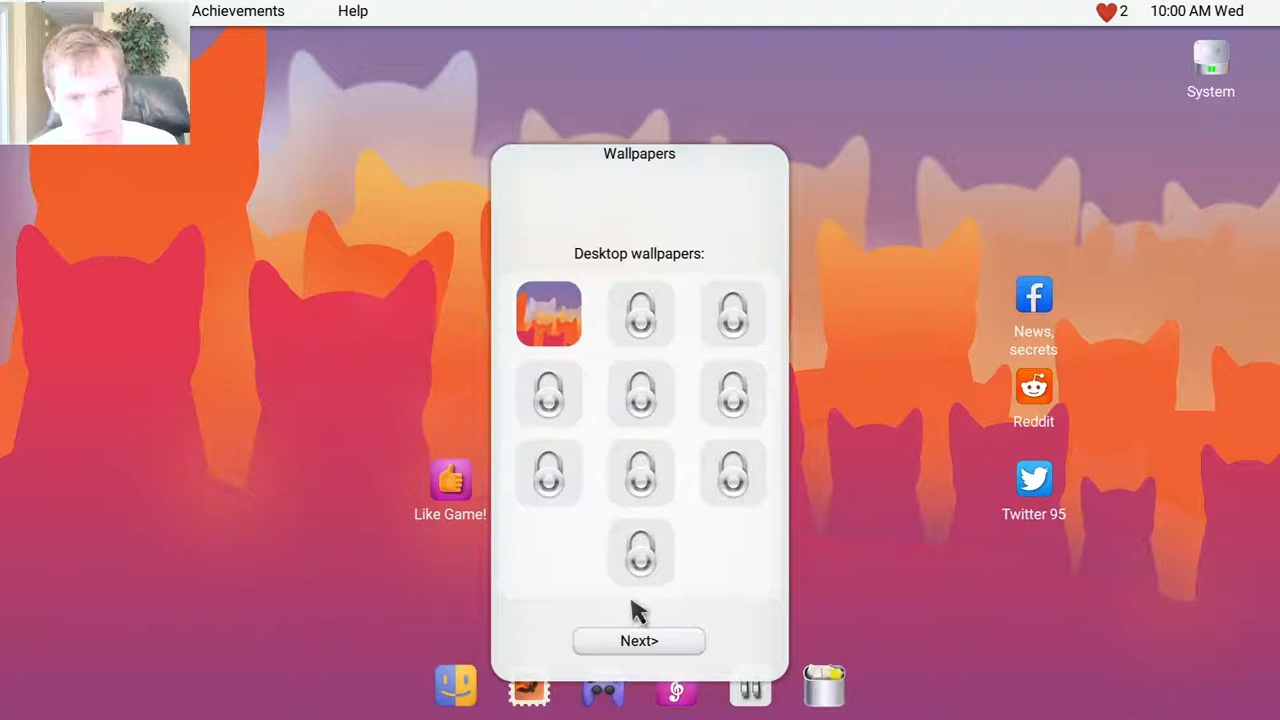 Achievements
Help
2
10:00 AM Wed
System
Wallpapers
Desktop wallpapers:
News,
secrets
Reddit
Like Game!
Twitter 95
Next>